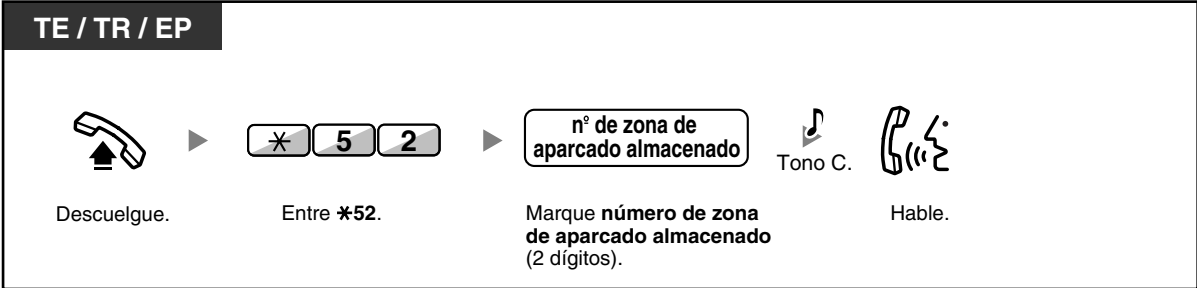 TE / TR / EP
✳ 5 2
nº de zona de
aparcado almacenado
Tono C.
Descuelgue.
Entre ✳52.
Marque número de zona
de aparcado almacenado
(2 dígitos).
Hable.